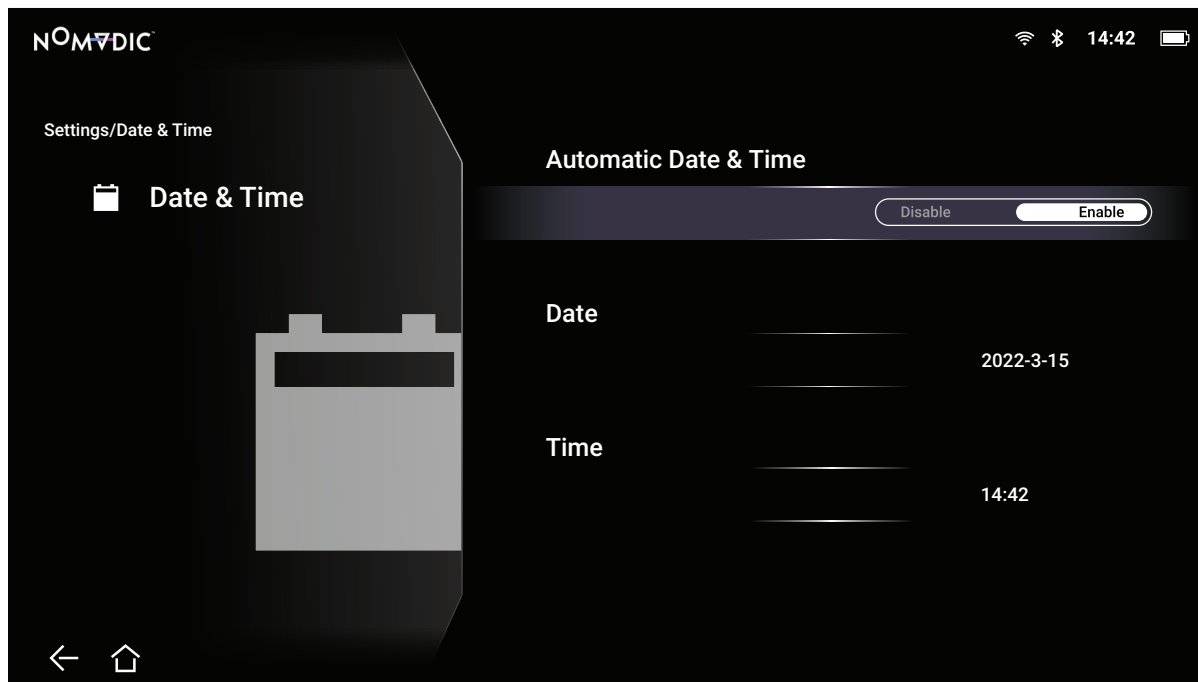 NOMADIC
14:42
Settings/Date & Time
Date & Time
Automatic Date & Time
Disable
Enable
Date
2022-3-15
Time
14:42